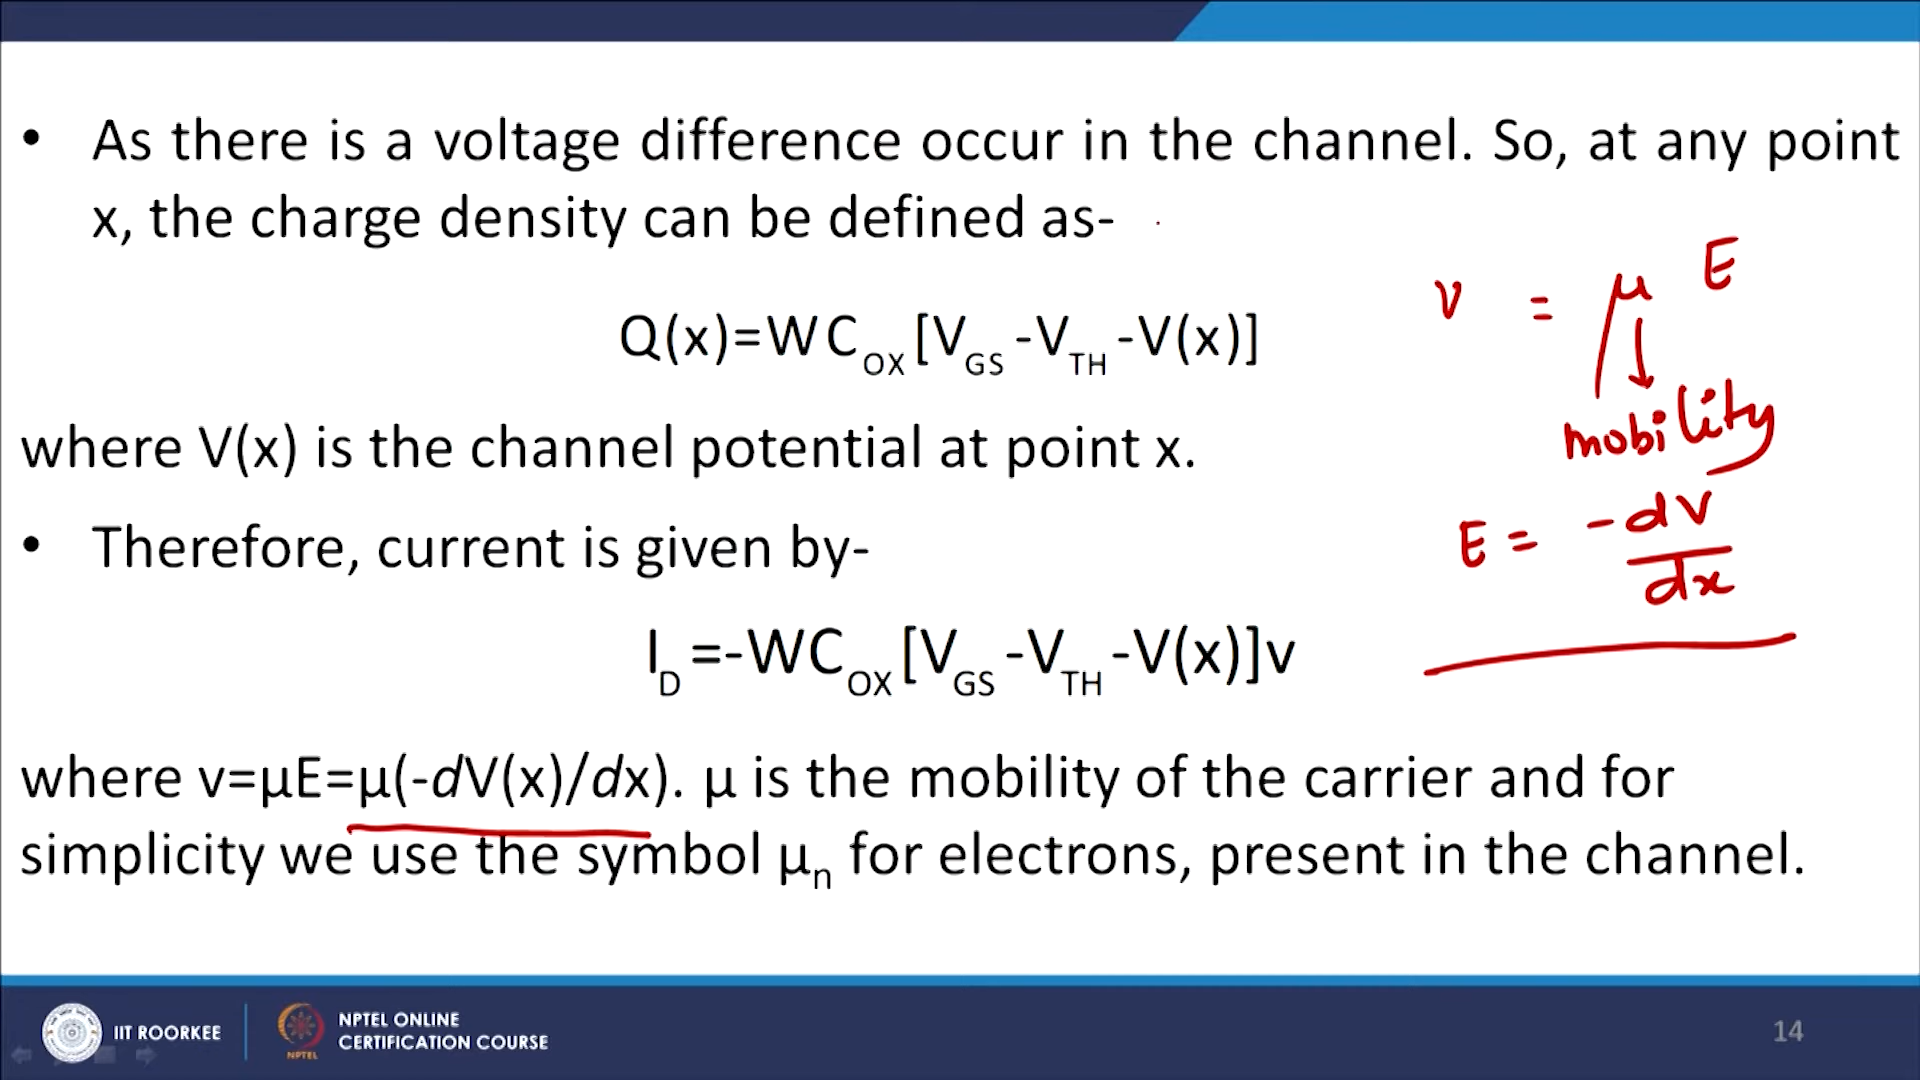 • As there is a voltage difference occur in the channel. So, at any point
x, the charge density can be defined as-
Q(x)=WC_OX[V_GS-V_TH-V(x)]
where V(x) is the channel potential at point x.
• Therefore, current is given by-
I_D=-WC_OX[V_GS-V_TH-V(x)]v
where v=µE=µ(-dV(x)/dx). µ is the mobility of the carrier and for
simplicity we use the symbol µ_n for electrons, present in the channel.
v = µ E
mobility
E = -dV/dx
IIT ROORKEE
NPTEL
NPTEL ONLINE
CERTIFICATION COURSE
14